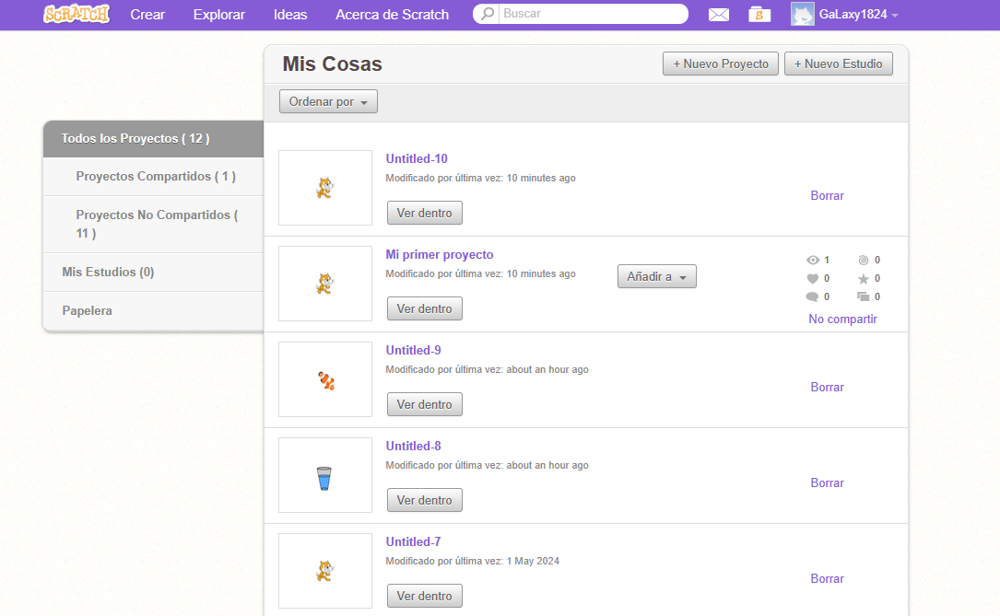 SCRATCH Crear Explorar Ideas Acerca de Scratch Buscar S GaLaxy1824
Mis Cosas
+ Nuevo Proyecto + Nuevo Estudio
Ordenar por
Todos los Proyectos ( 12 )
Proyectos Compartidos ( 1 )
Proyectos No Compartidos (
11 )
Mis Estudios (0)
Papelera
Untitled-10
Modificado por última vez: 10 minutes ago
Ver dentro
Borrar
Mi primer proyecto
Modificado por última vez: 10 minutes ago
Ver dentro
Añadir a
1 0
0 0
0 0
No compartir
Untitled-9
Modificado por última vez: about an hour ago
Ver dentro
Borrar
Untitled-8
Modificado por última vez: about an hour ago
Ver dentro
Borrar
Untitled-7
Modificado por última vez: 1 May 2024
Ver dentro
Borrar